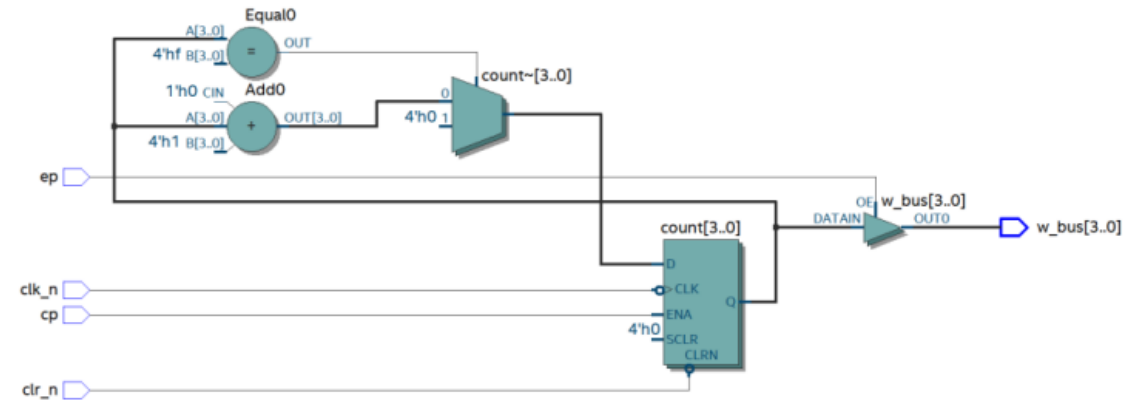 Equal0
A[3..0]
4'hf B[3..0]
=
OUT
1'h0 CIN
Add0
A[3..0]
4'h1 B[3..0]
+
OUT[3..0]
count~[3..0]
0
4'h0 1
ep
OE
w_bus[3..0]
DATAIN
OUT0
w_bus[3..0]
count[3..0]
D
clk_n
CLK
Q
cp
ENA
4'h0
SCLR
CLRN
clr_n